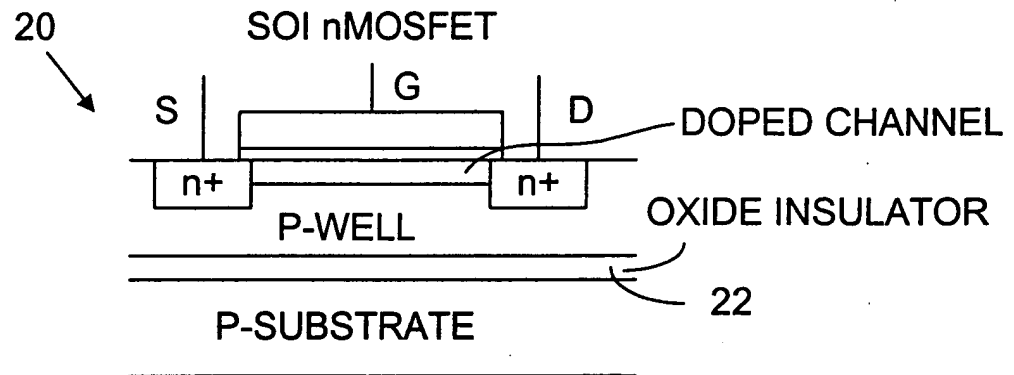 20
SOI nMOSFET
S
G
D
DOPED CHANNEL
n+
n+
P-WELL
OXIDE INSULATOR
22
P-SUBSTRATE